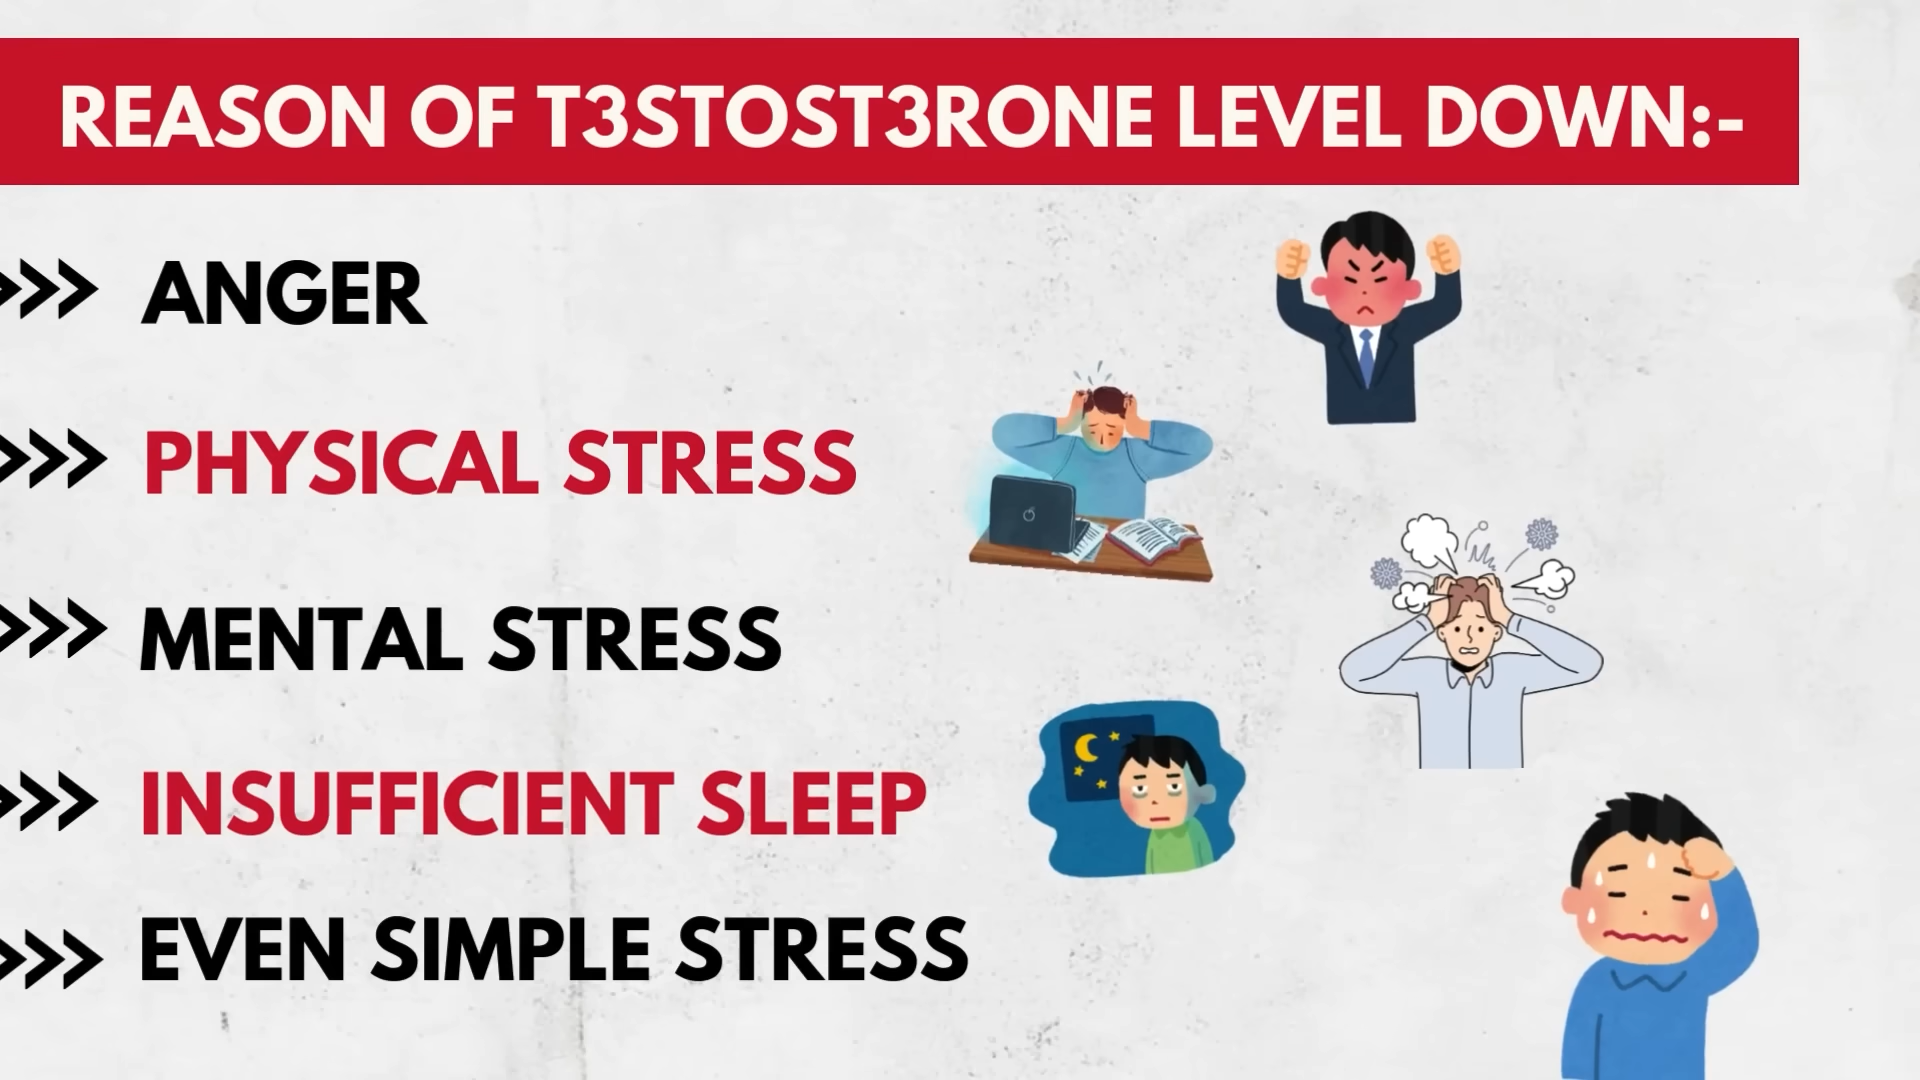 REASON OF T3STOST3RONE LEVEL DOWN:-
>>> ANGER
>>> PHYSICAL STRESS
>>> MENTAL STRESS
>>> INSUFFICIENT SLEEP
>>> EVEN SIMPLE STRESS